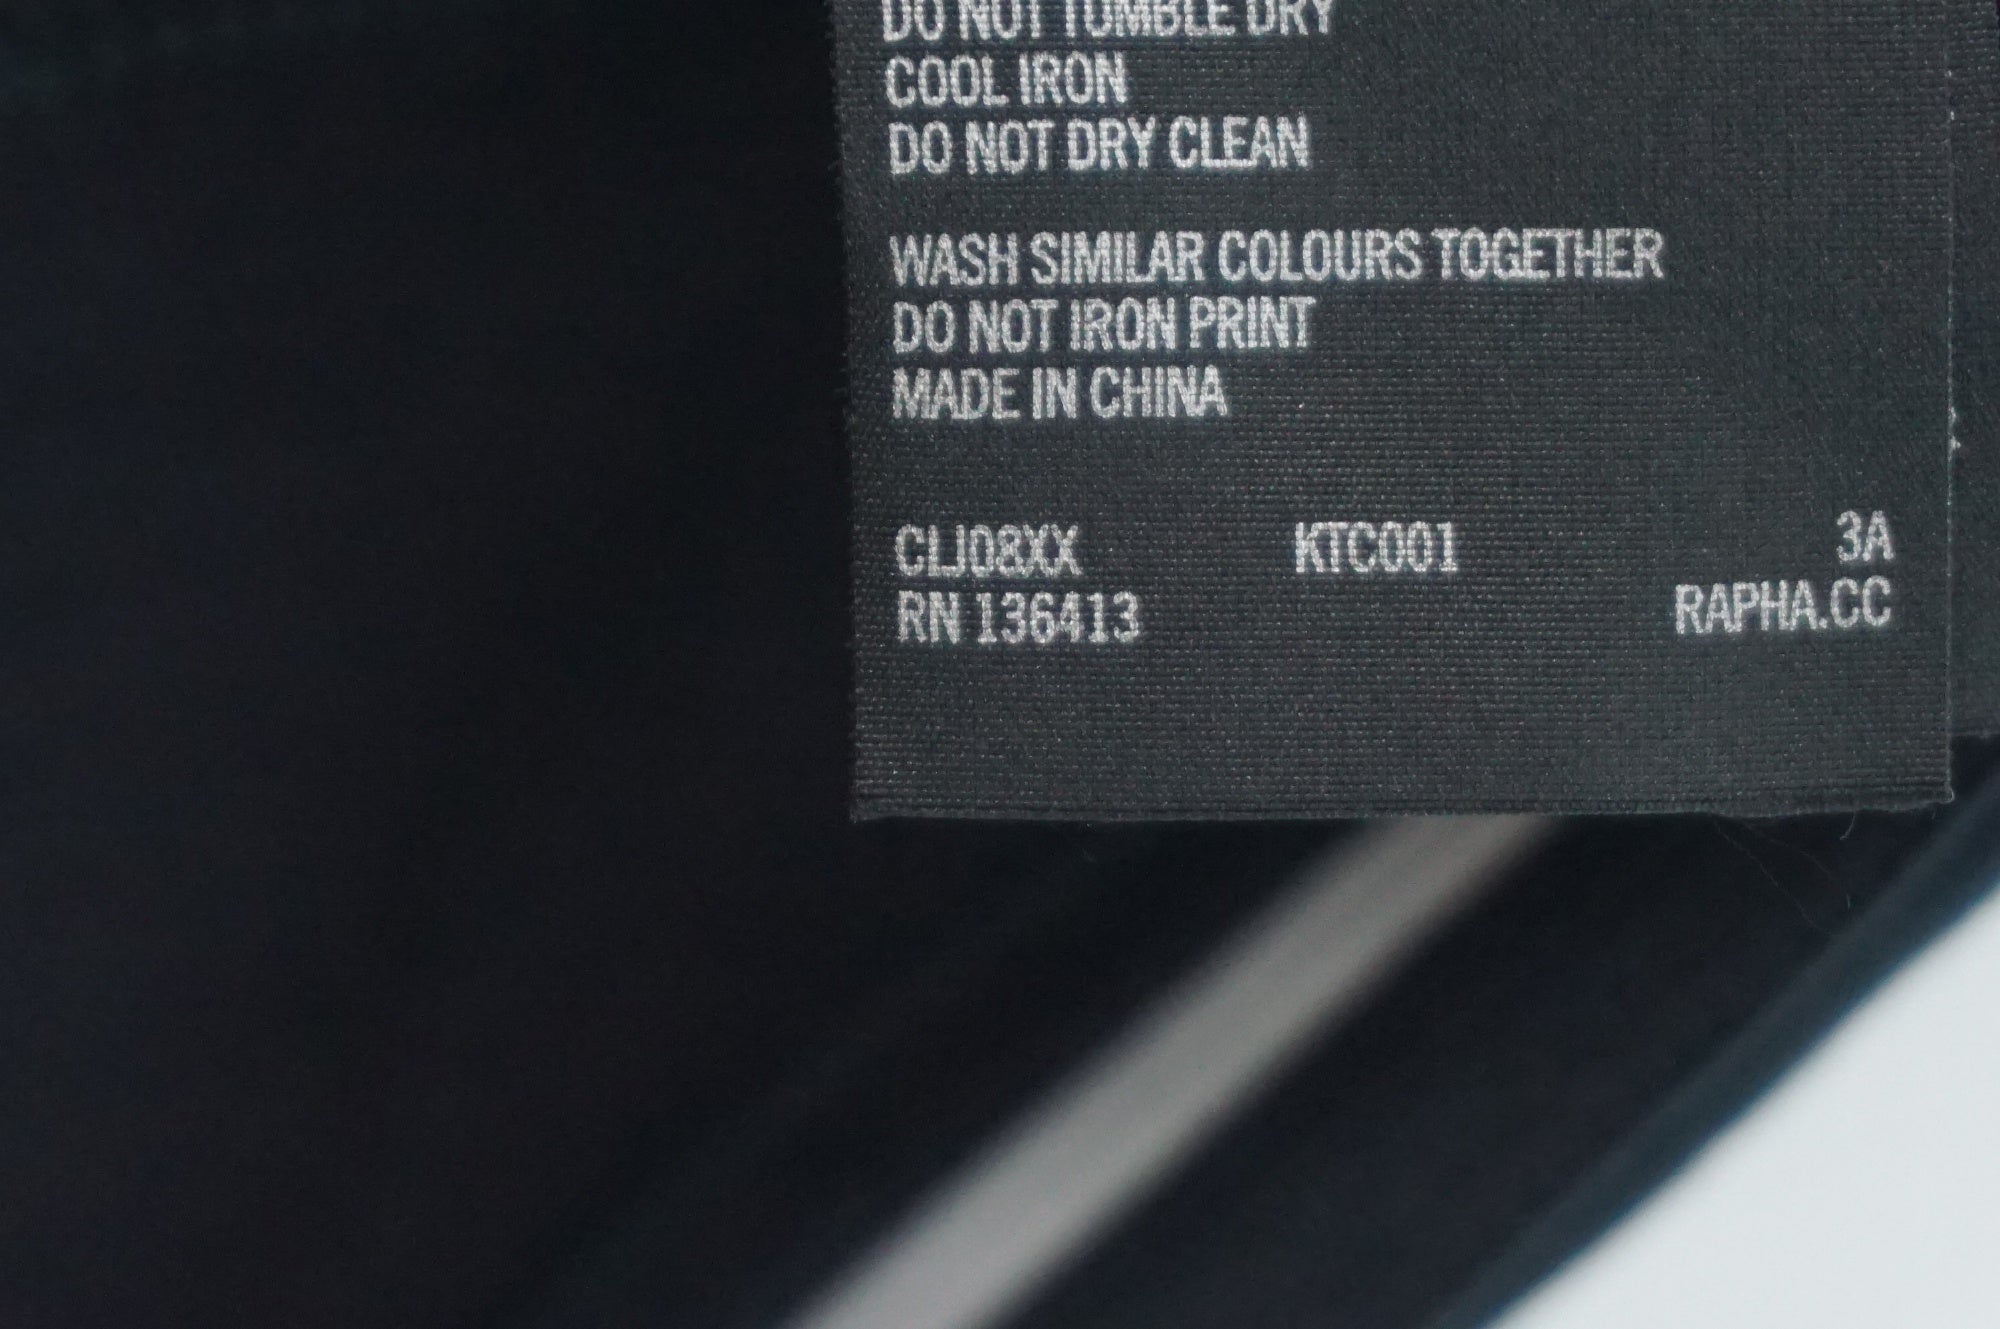 DO NOT TUMBLE DRY
COOL IRON
DO NOT DRY CLEAN
WASH SIMILAR COLOURS TOGETHER
DO NOT IRON PRINT
MADE IN CHINA
CLJ08XX KTC001 3A
RN 136413 RAPHA.CC